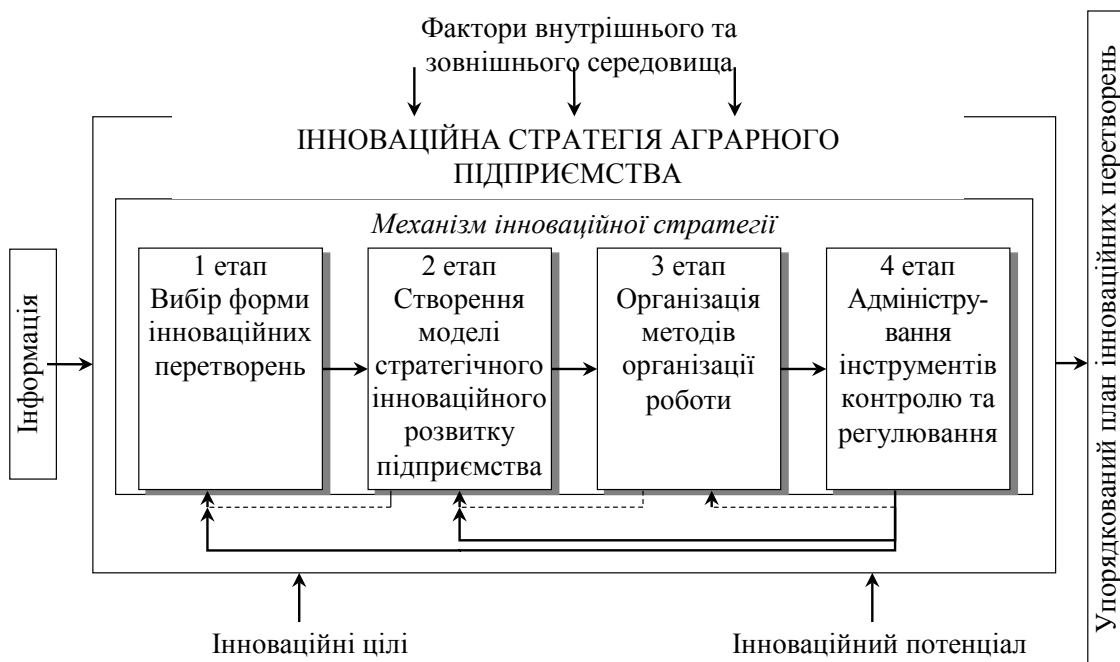 Фактори внутрішнього та
зовнішнього середовища
ІННОВАЦІЙНА СТРАТЕГІЯ АГРАРНОГО
ПІДПРИЄМСТВА
Механізм інноваційної стратегії
Інформація
1 етап
Вибір форми
інноваційних
перетворень
2 етап
Створення
моделі
стратегічного
інноваційного
розвитку
підприємства
3 етап
Організація
методів
організації
роботи
4 етап
Адміністру-
вання
інструментів
контролю та
регулювання
Упорядкований план інноваційних перетворень
Інноваційні цілі
Інноваційний потенціал